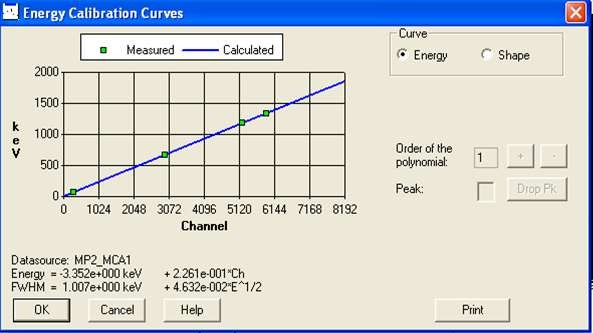 Energy Calibration Curves
Measured Calculated
2000
1500
1000
500
0
keV
0 1024 2048 3072 4096 5120 6144 7168 8192
Channel
Curve
Energy Shape
Order of the
polynomial: 1 + -
Peak: Drop Pk
Datasource: MP2_MCA1
Energy = -3.352e+000 keV + 2.261e-001*Ch
FWHM = 1.007e+000 keV + 4.632e-002*E^1/2
OK Cancel Help Print